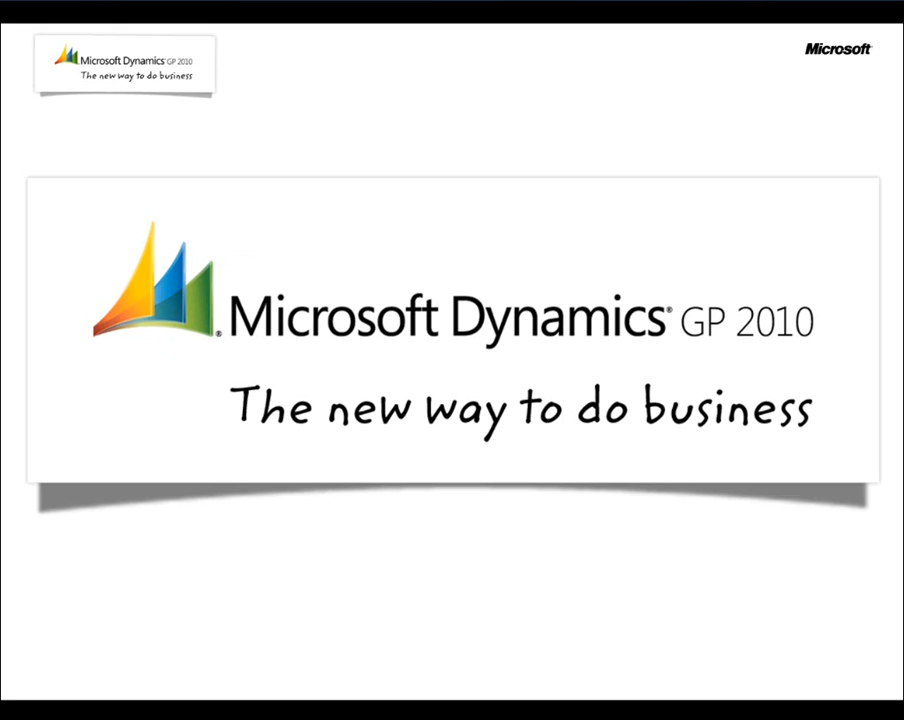 Microsoft Dynamics GP 2010
The new way to do business
Microsoft
Microsoft Dynamics® GP 2010
The new way to do business